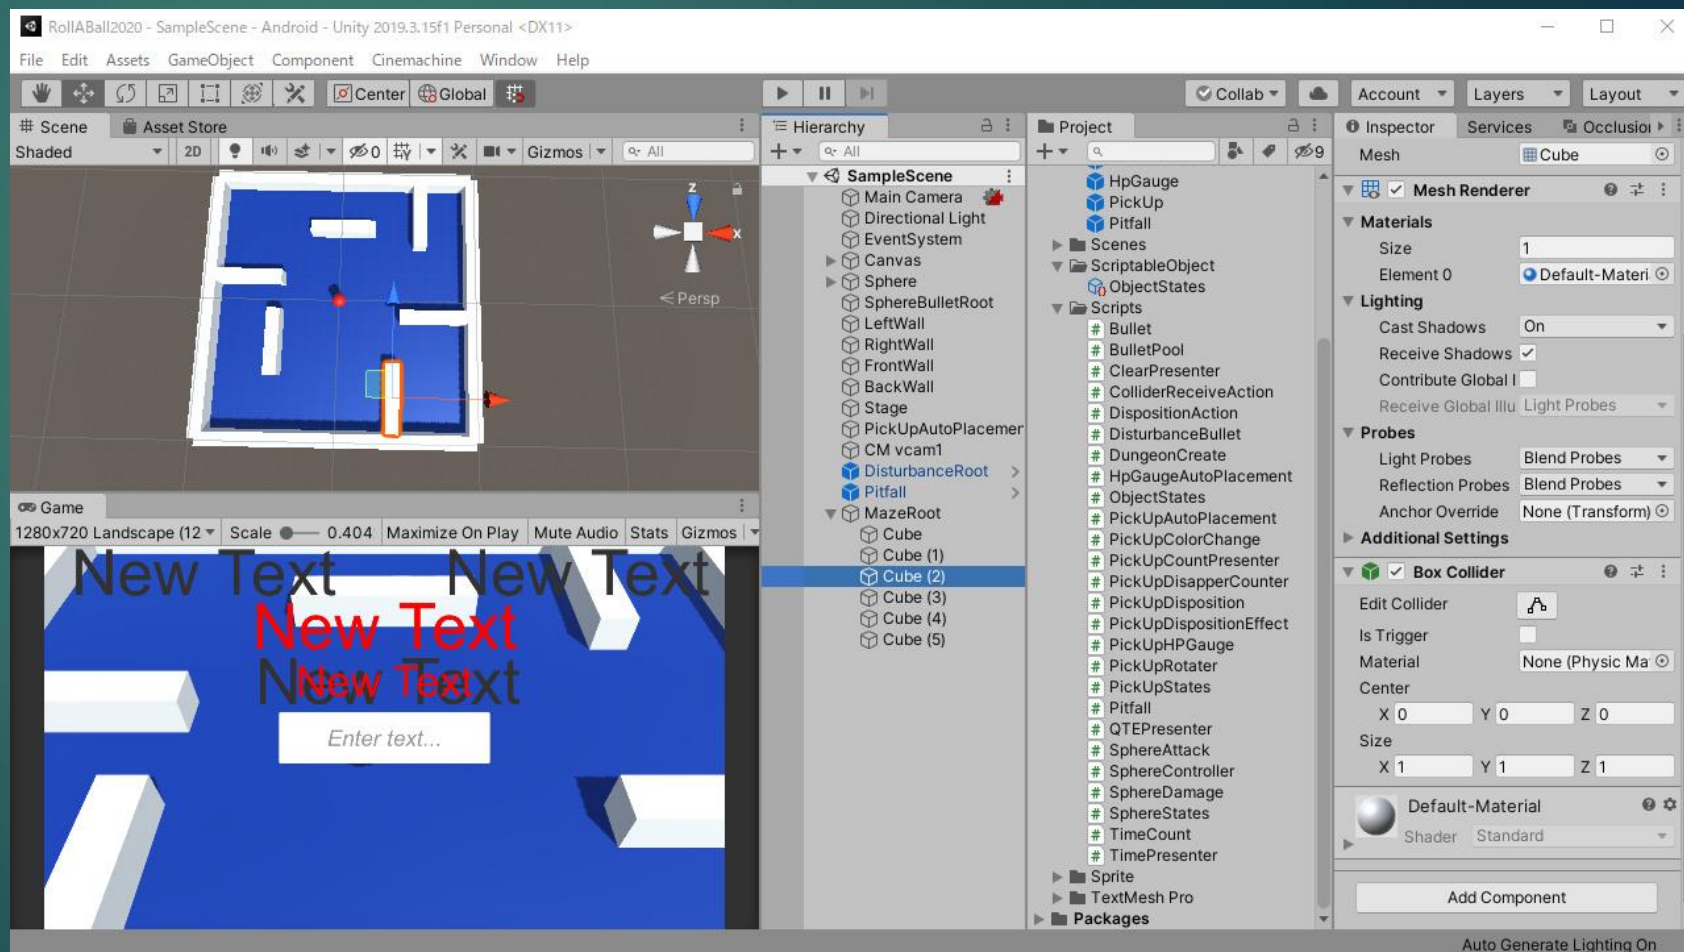 RollABall2020 - SampleScene - Android - Unity 2019.3.15f1 Personal <DX11>
File Edit Assets GameObject Component Cinemachine Window Help
Center Global Collab Account Layers Layout
Scene Asset Store
Shaded 2D 0 Gizmos All
z
x
Persp
Game
1280x720 Landscape (12 Scale 0.404 Maximize On Play Mute Audio Stats Gizmos
New Text New Text
New Text
New Text
New Text
Enter text...
Hierarchy
All
SampleScene
Main Camera
Directional Light
EventSystem
Canvas
Sphere
SphereBulletRoot
LeftWall
RightWall
FrontWall
BackWall
Stage
PickUpAutoPlacemer
CM vcam1
DisturbanceRoot
Pitfall
MazeRoot
Cube
Cube (1)
Cube (2)
Cube (3)
Cube (4)
Cube (5)
Project
9
HpGauge
PickUp
Pitfall
Scenes
ScriptableObject
ObjectStates
Scripts
# Bullet
# BulletPool
# ClearPresenter
# ColliderReceiveAction
# DispositionAction
# DisturbanceBullet
# DungeonCreate
# HpGaugeAutoPlacement
# ObjectStates
# PickUpAutoPlacement
# PickUpColorChange
# PickUpCountPresenter
# PickUpDisapperCounter
# PickUpDisposition
# PickUpDispositionEffect
# PickUpHPGauge
# PickUpRotater
# PickUpStates
# Pitfall
# QTEPresenter
# SphereAttack
# SphereController
# SphereDamage
# SphereStates
# TimeCount
# TimePresenter
Sprite
TextMesh Pro
Packages
Inspector Services Occlusion
Mesh Cube
Mesh Renderer
Materials
Size 1
Element 0 Default-Materi
Lighting
Cast Shadows On
Receive Shadows
Contribute Global I
Receive Global Illu Light Probes
Probes
Light Probes Blend Probes
Reflection Probes Blend Probes
Anchor Override None (Transform)
Additional Settings
Box Collider
Edit Collider
Is Trigger
Material None (Physic Ma
Center
X 0 Y 0 Z 0
Size
X 1 Y 1 Z 1
Default-Material
Shader Standard
Add Component
Auto Generate Lighting On